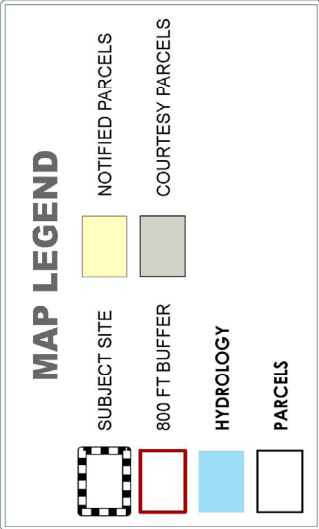 MAP LEGEND
SUBJECT SITE
NOTIFIED PARCELS
800 FT BUFFER
COURTESY PARCELS
HYDROLOGY
PARCELS